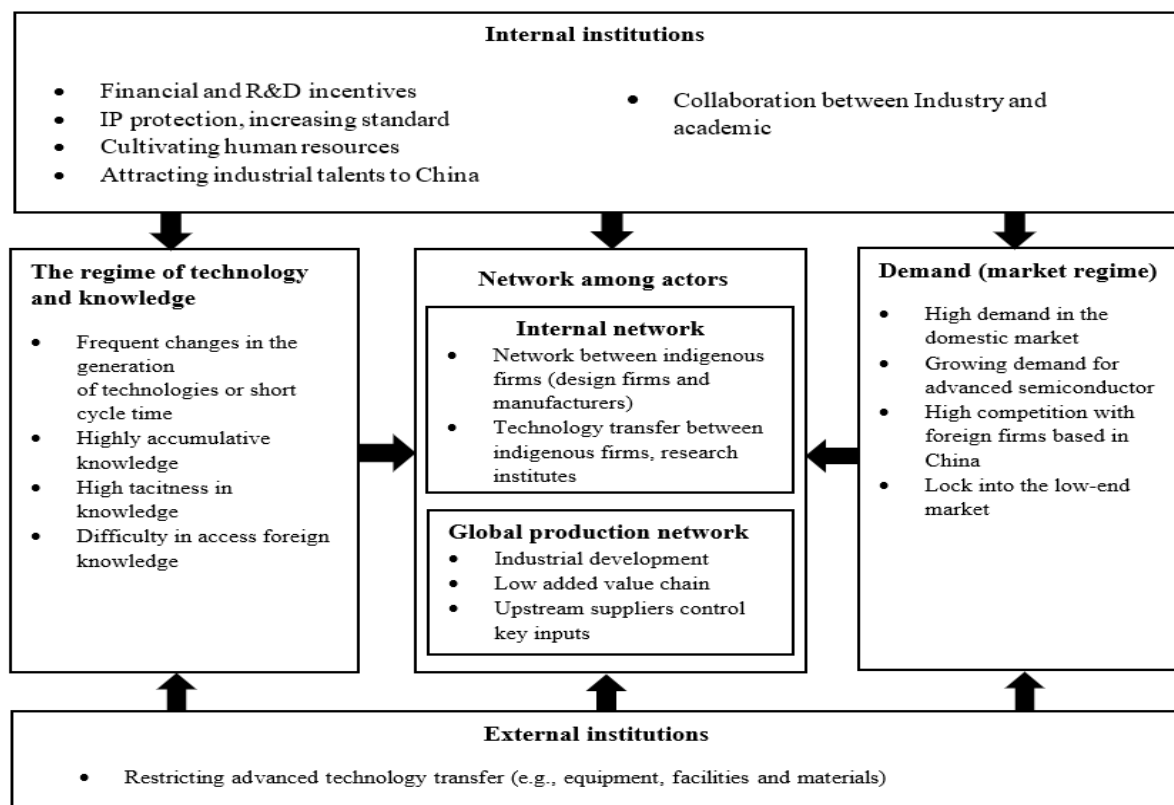 Internal institutions
• Financial and R&D incentives
• IP protection, increasing standard
• Cultivating human resources
• Attracting industrial talents to China
• Collaboration between Industry and
academic
The regime of technology
and knowledge
• Frequent changes in the
generation
of technologies or short
cycle time
• Highly accumulative
knowledge
• High tacitness in
knowledge
• Difficulty in access foreign
knowledge
Network among actors
Internal network
• Network between indigenous
firms (design firms and
manufacturers)
• Technology transfer between
indigenous firms, research
institutes
Global production network
• Industrial development
• Low added value chain
• Upstream suppliers control
key inputs
Demand (market regime)
• High demand in the
domestic market
• Growing demand for
advanced semiconductor
• High competition with
foreign firms based in
China
• Lock into the low-end
market
External institutions
• Restricting advanced technology transfer (e.g., equipment, facilities and materials)